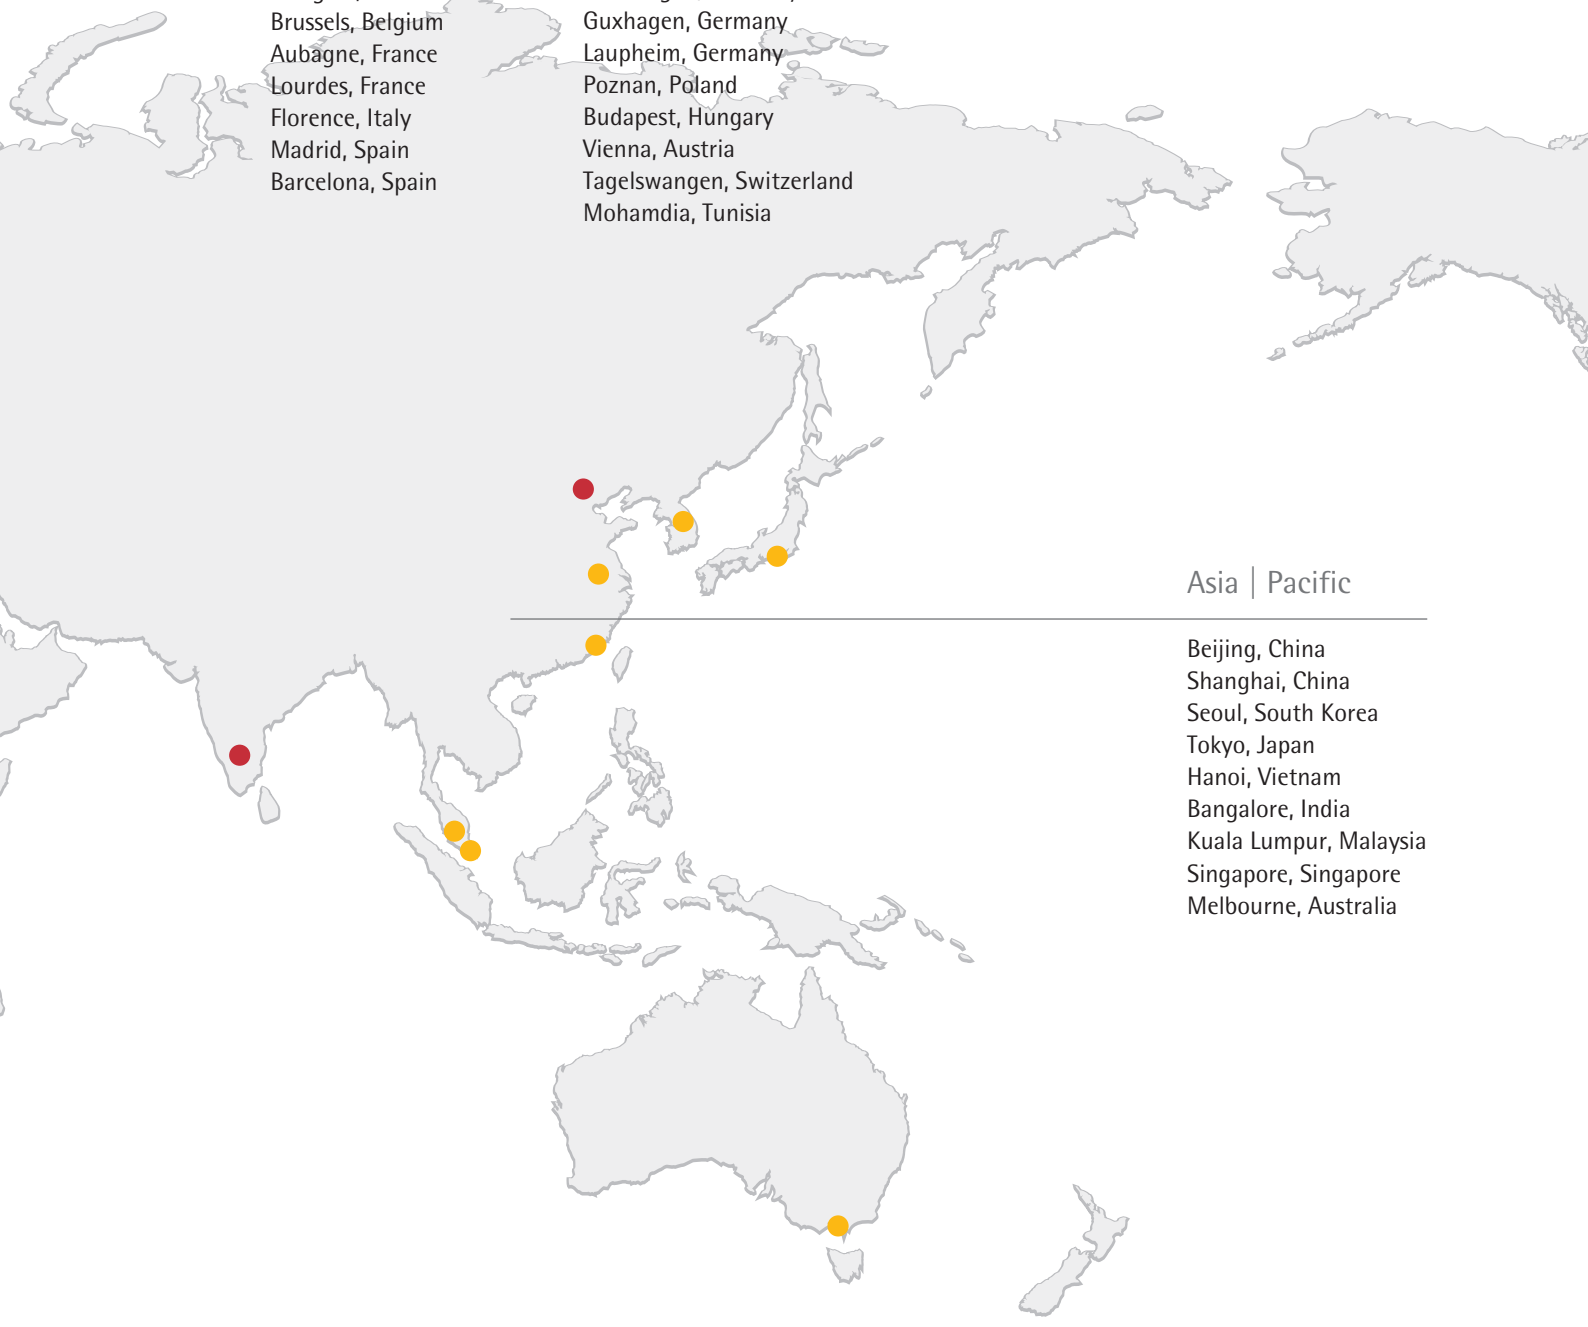 Brussels, Belgium
Aubagne, France
Lourdes, France
Florence, Italy
Madrid, Spain
Barcelona, Spain
Guxhagen, Germany
Laupheim, Germany
Poznan, Poland
Budapest, Hungary
Vienna, Austria
Tagelswangen, Switzerland
Mohamdia, Tunisia
Asia | Pacific
Beijing, China
Shanghai, China
Seoul, South Korea
Tokyo, Japan
Hanoi, Vietnam
Bangalore, India
Kuala Lumpur, Malaysia
Singapore, Singapore
Melbourne, Australia